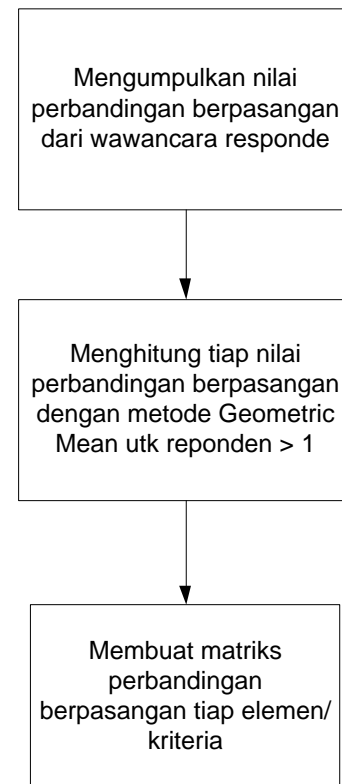 Mengumpulkan nilai
perbandingan berpasangan
dari wawancara responde
Menghitung tiap nilai
perbandingan berpasangan
dengan metode Geometric
Mean utk reponden > 1
Membuat matriks
perbandingan
berpasangan tiap elemen/
kriteria